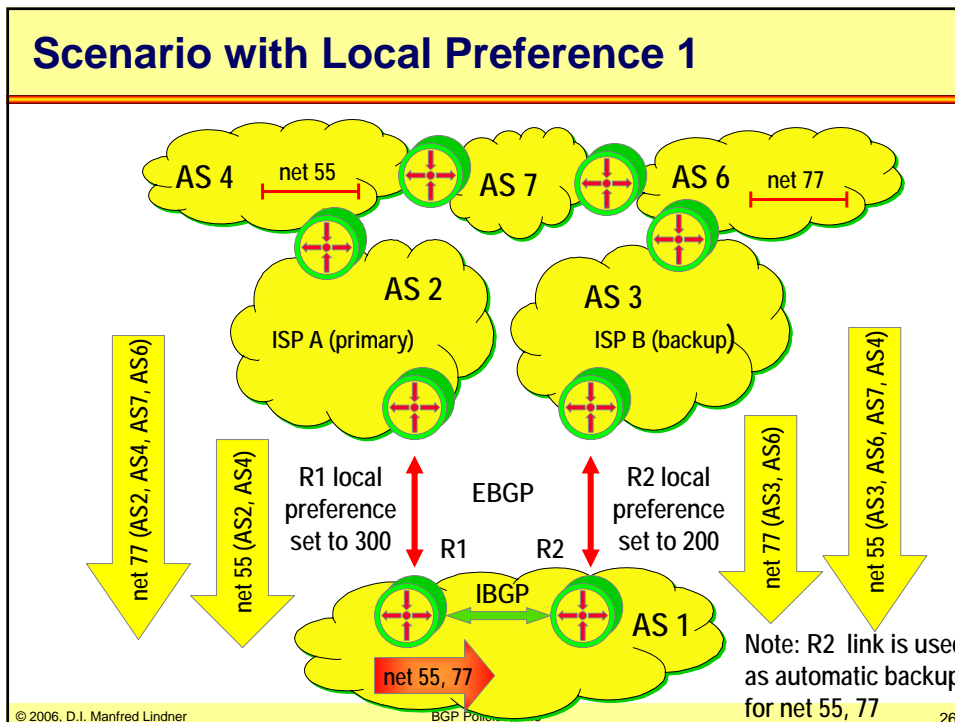 Scenario with Local Preference 1
AS 4
net 55
AS 7
AS 6
net 77
AS 2
ISP A (primary)
AS 3
ISP B (backup)
net 77 (AS2, AS4, AS7, AS6)
net 55 (AS2, AS4)
R1 local
preference
set to 300
EBGP
R2 local
preference
set to 200
net 77 (AS3, AS6)
net 55 (AS3, AS6, AS7, AS4)
R1
R2
IBGP
AS 1
net 55, 77
Note: R2 link is used
as automatic backup
for net 55, 77
© 2006, D.I. Manfred Lindner
26